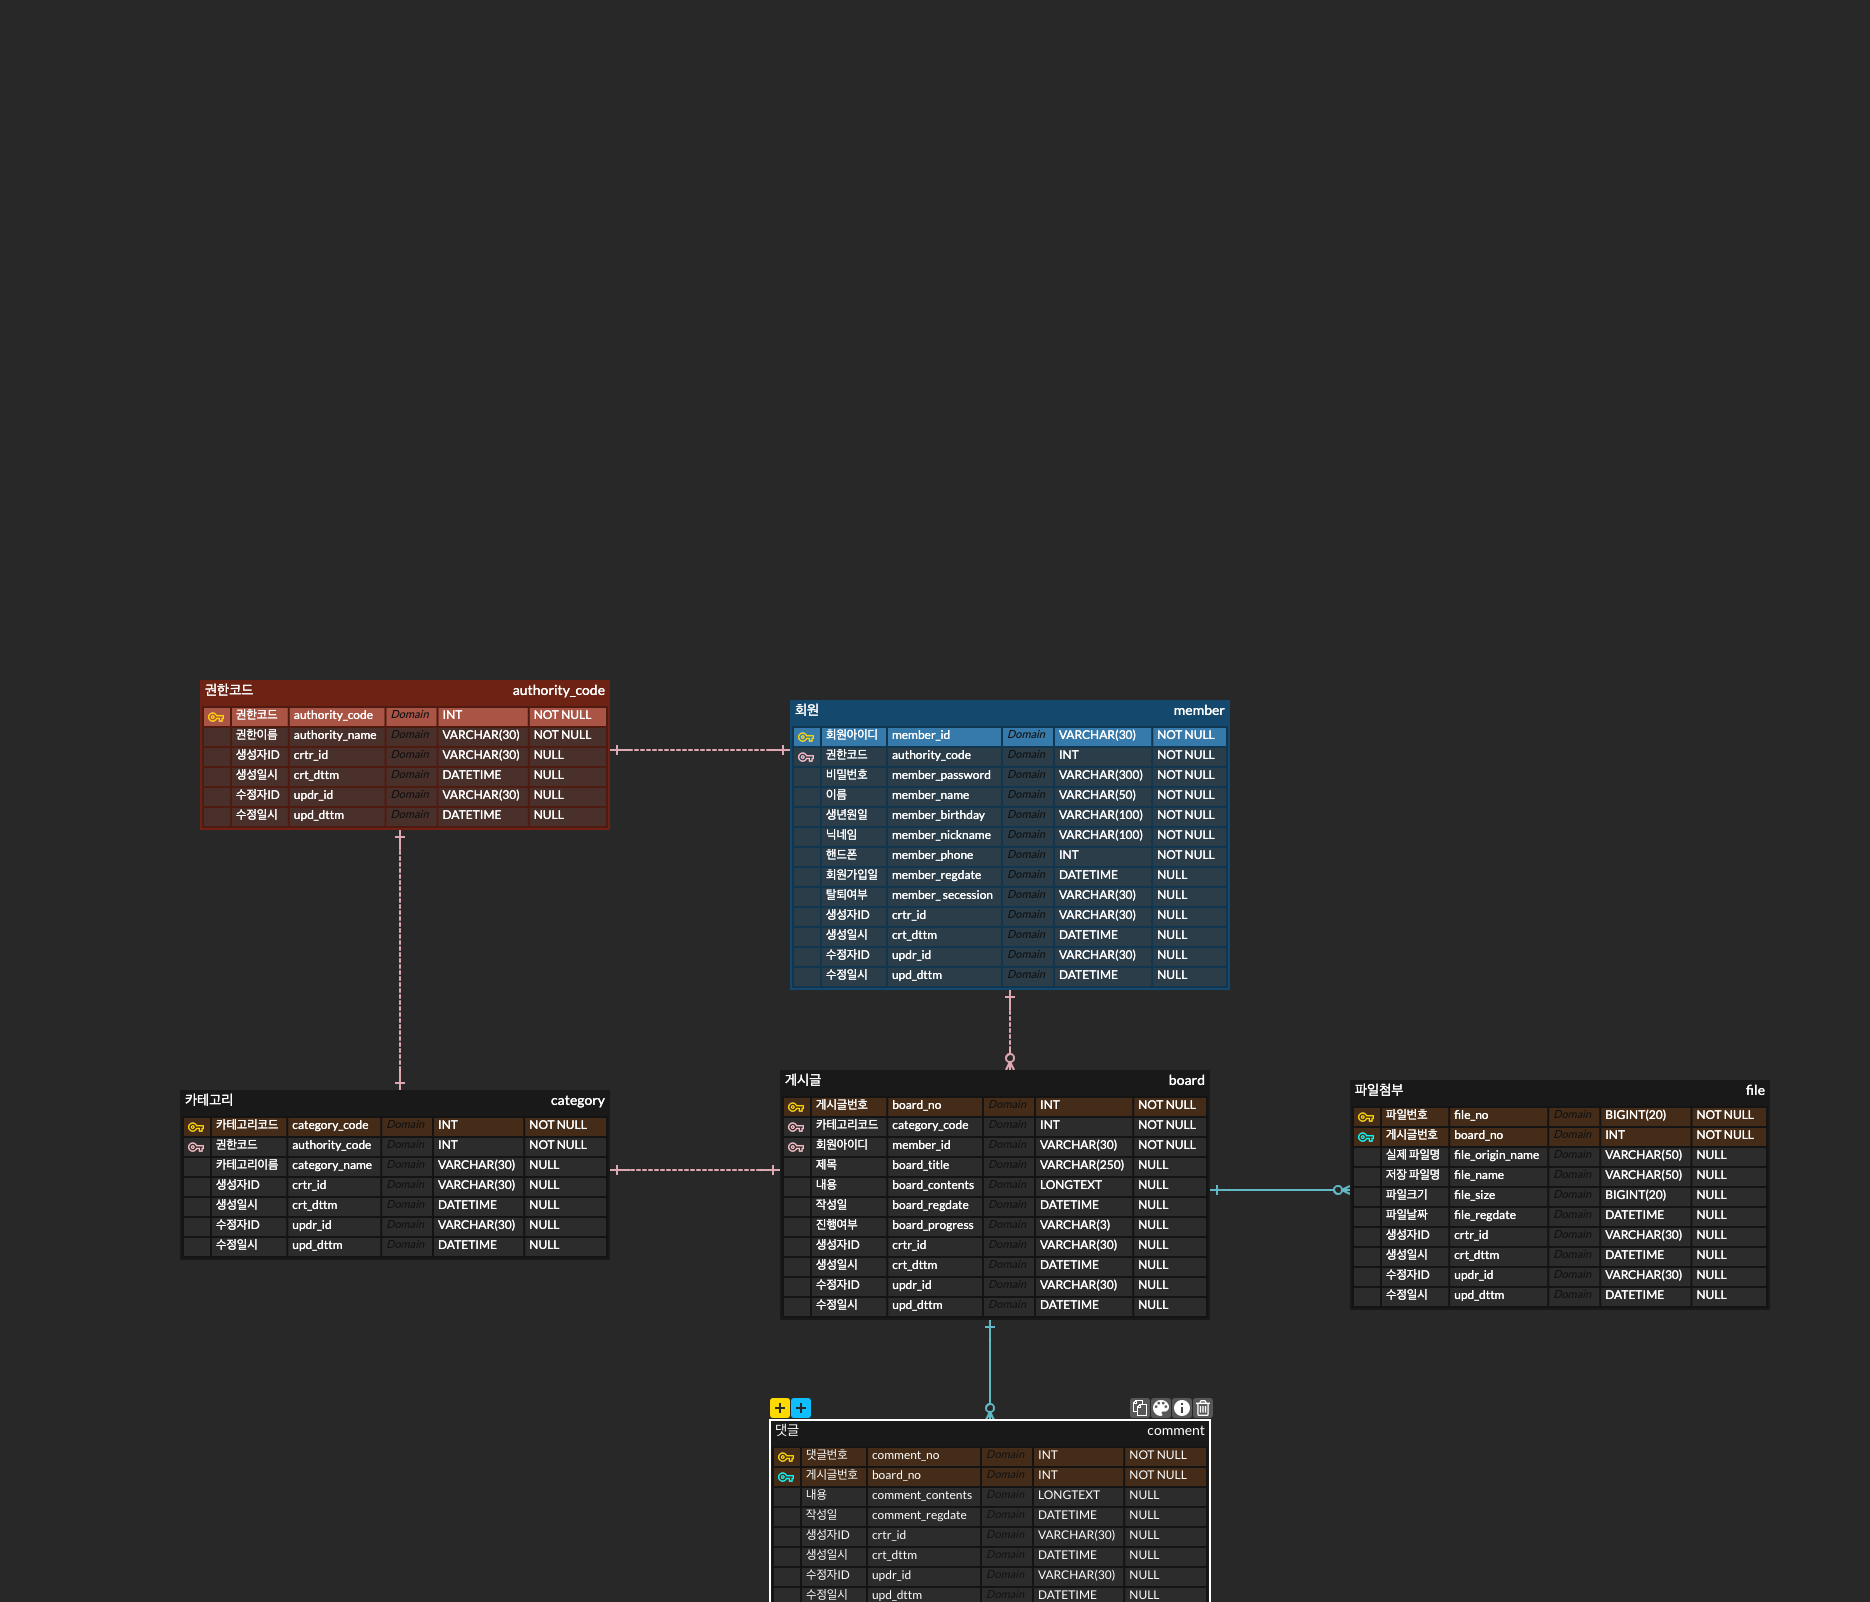 권한코드 authority_code
권한코드 authority_code Domain INT NOT NULL
권한이름 authority_name Domain VARCHAR(30) NOT NULL
생성자ID crtr_id Domain VARCHAR(30) NULL
생성일시 crt_dttm Domain DATETIME NULL
수정자ID updr_id Domain VARCHAR(30) NULL
수정일시 upd_dttm Domain DATETIME NULL
회원 member
회원아이디 member_id Domain VARCHAR(30) NOT NULL
권한코드 authority_code Domain INT NOT NULL
비밀번호 member_password Domain VARCHAR(300) NOT NULL
이름 member_name Domain VARCHAR(50) NOT NULL
생년원일 member_birthday Domain VARCHAR(100) NOT NULL
닉네임 member_nickname Domain VARCHAR(100) NOT NULL
핸드폰 member_phone Domain INT NOT NULL
회원가입일 member_regdate Domain DATETIME NULL
탈퇴여부 member_ secession Domain VARCHAR(30) NULL
생성자ID crtr_id Domain VARCHAR(30) NULL
생성일시 crt_dttm Domain DATETIME NULL
수정자ID updr_id Domain VARCHAR(30) NULL
수정일시 upd_dttm Domain DATETIME NULL
카테고리 category
카테고리코드 category_code Domain INT NOT NULL
권한코드 authority_code Domain INT NOT NULL
카테고리이름 category_name Domain VARCHAR(30) NULL
생성자ID crtr_id Domain VARCHAR(30) NULL
생성일시 crt_dttm Domain DATETIME NULL
수정자ID updr_id Domain VARCHAR(30) NULL
수정일시 upd_dttm Domain DATETIME NULL
게시글 board
게시글번호 board_no Domain INT NOT NULL
카테고리코드 category_code Domain INT NOT NULL
회원아이디 member_id Domain VARCHAR(30) NOT NULL
제목 board_title Domain VARCHAR(250) NULL
내용 board_contents Domain LONGTEXT NULL
작성일 board_regdate Domain DATETIME NULL
진행여부 board_progress Domain VARCHAR(3) NULL
생성자ID crtr_id Domain VARCHAR(30) NULL
생성일시 crt_dttm Domain DATETIME NULL
수정자ID updr_id Domain VARCHAR(30) NULL
수정일시 upd_dttm Domain DATETIME NULL
파일첨부 file
파일번호 file_no Domain BIGINT(20) NOT NULL
게시글번호 board_no Domain INT NOT NULL
실제 파일명 file_origin_name Domain VARCHAR(50) NULL
저장 파일명 file_name Domain VARCHAR(50) NULL
파일크기 file_size Domain BIGINT(20) NULL
파일날짜 file_regdate Domain DATETIME NULL
생성자ID crtr_id Domain VARCHAR(30) NULL
생성일시 crt_dttm Domain DATETIME NULL
수정자ID updr_id Domain VARCHAR(30) NULL
수정일시 upd_dttm Domain DATETIME NULL
댓글 comment
댓글번호 comment_no Domain INT NOT NULL
게시글번호 board_no Domain INT NOT NULL
내용 comment_contents Domain LONGTEXT NULL
작성일 comment_regdate Domain DATETIME NULL
생성자ID crtr_id Domain VARCHAR(30) NULL
생성일시 crt_dttm Domain DATETIME NULL
수정자ID updr_id Domain VARCHAR(30) NULL
수정일시 upd_dttm Domain DATETIME NULL